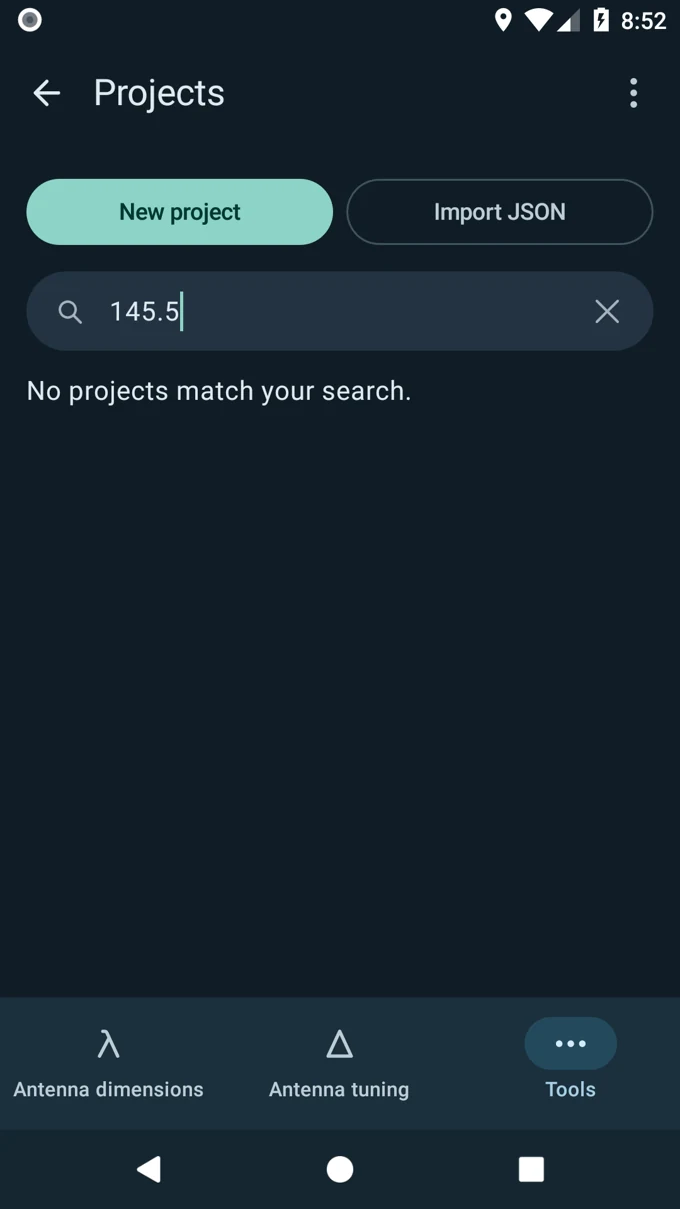 8:52
Projects
New project
Import JSON
145.5
No projects match your search.
λ
Δ
Antenna dimensions
Antenna tuning
Tools